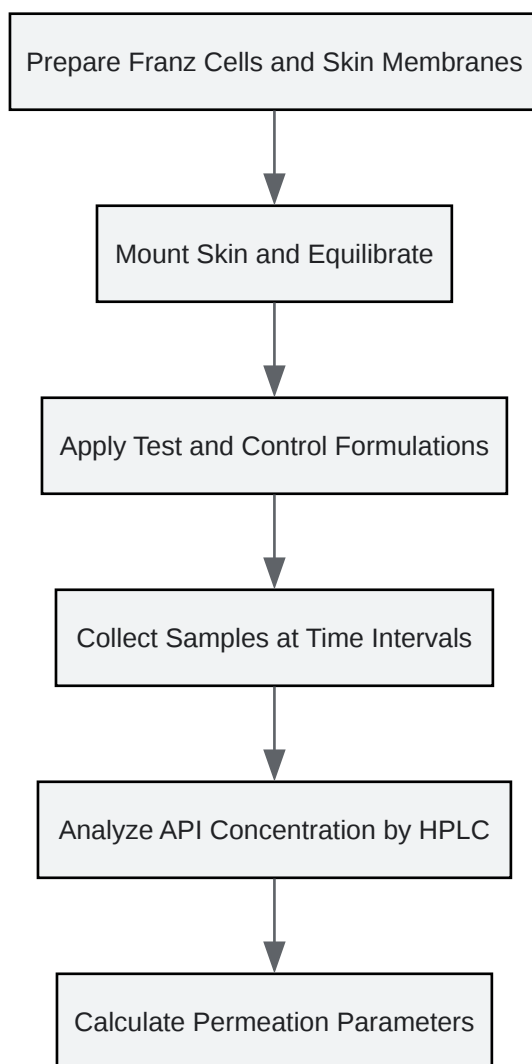 Prepare Franz Cells and Skin Membranes
Mount Skin and Equilibrate
Apply Test and Control Formulations
Collect Samples at Time Intervals
Analyze API Concentration by HPLC
Calculate Permeation Parameters